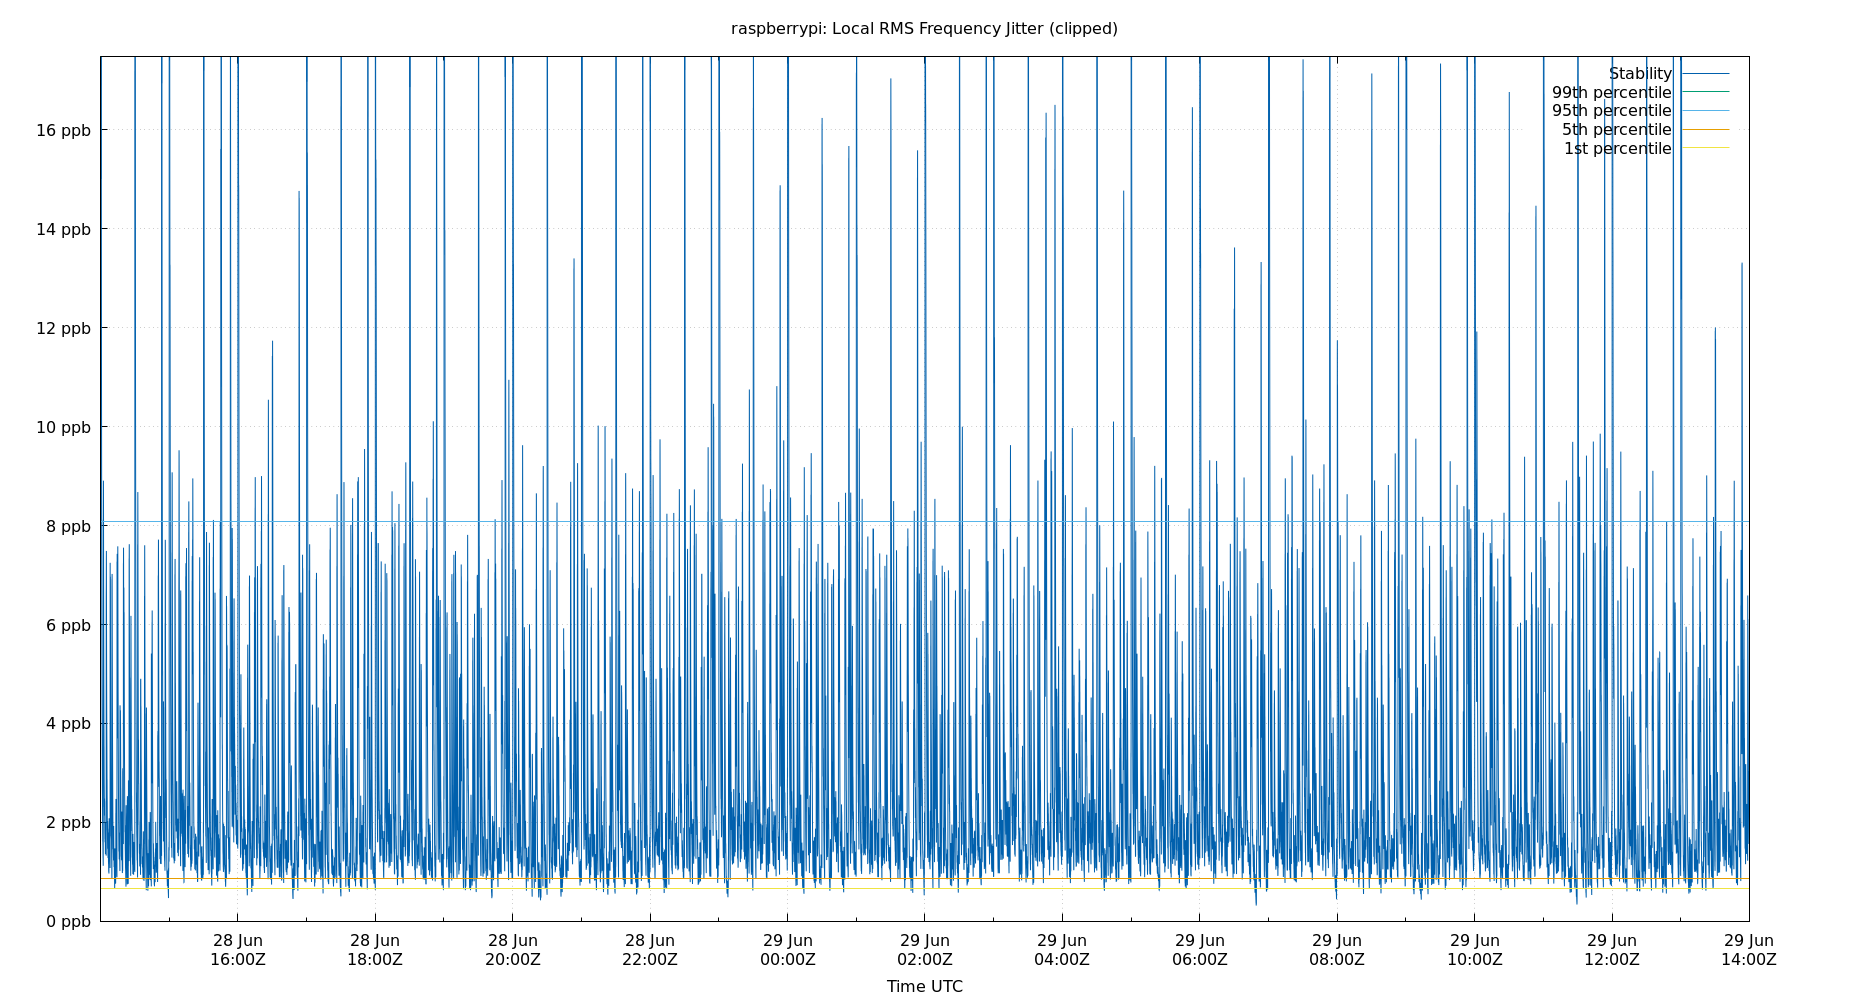 raspberrypi: Local RMS Frequency Jitter (clipped)
Stability
99th percentile
95th percentile
5th percentile
1st percentile
16 ppb
14 ppb
12 ppb
10 ppb
8 ppb
6 ppb
4 ppb
2 ppb
0 ppb
28 Jun 28 Jun 28 Jun 28 Jun 29 Jun 29 Jun 29 Jun 29 Jun 29 Jun 29 Jun 29 Jun 29 Jun
16:00Z 18:00Z 20:00Z 22:00Z 00:00Z 02:00Z 04:00Z 06:00Z 08:00Z 10:00Z 12:00Z 14:00Z
Time UTC